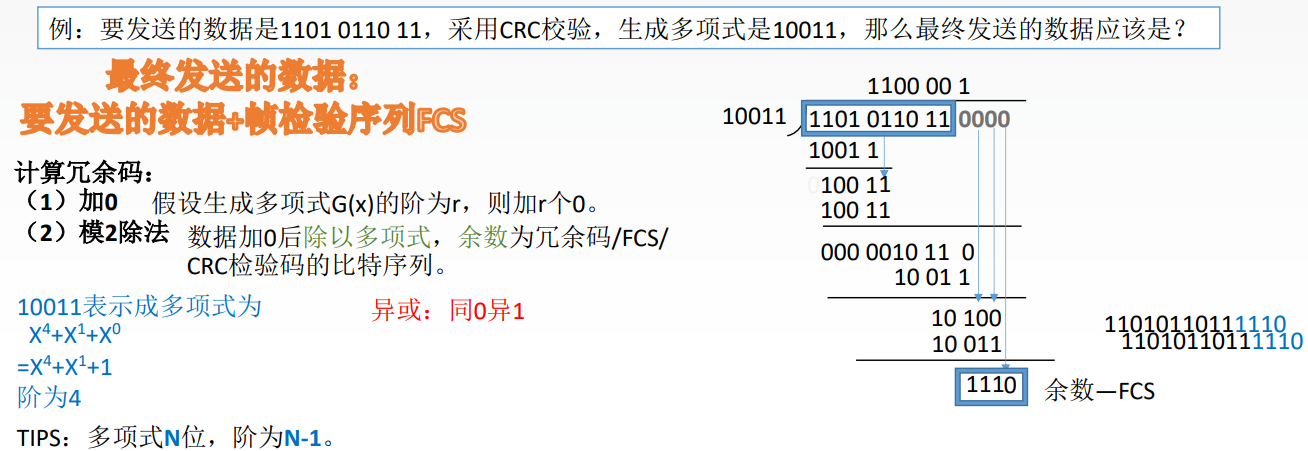 例：要发送的数据是1101 0110 11，采用CRC校验，生成多项式是10011，那么最终发送的数据应该是？
最终发送的数据：
要发送的数据+帧检验序列FCS
计算冗余码：
（1）加0 假设生成多项式G(x)的阶为r，则加r个0。
（2）模2除法 数据加0后除以多项式，余数为冗余码/FCS/
CRC检验码的比特序列。
10011表示成多项式为
X⁴+X¹+X⁰
=X⁴+X¹+1
阶为4
TIPS：多项式N位，阶为N-1。
异或：同0异1
1100 00 1
10011 1101 0110 11 0000
1001 1
0100 11
100 11
000 0010 11 0
10 01 1
10 100
10 011
1110 余数—FCS
11010110111110
11010110111110